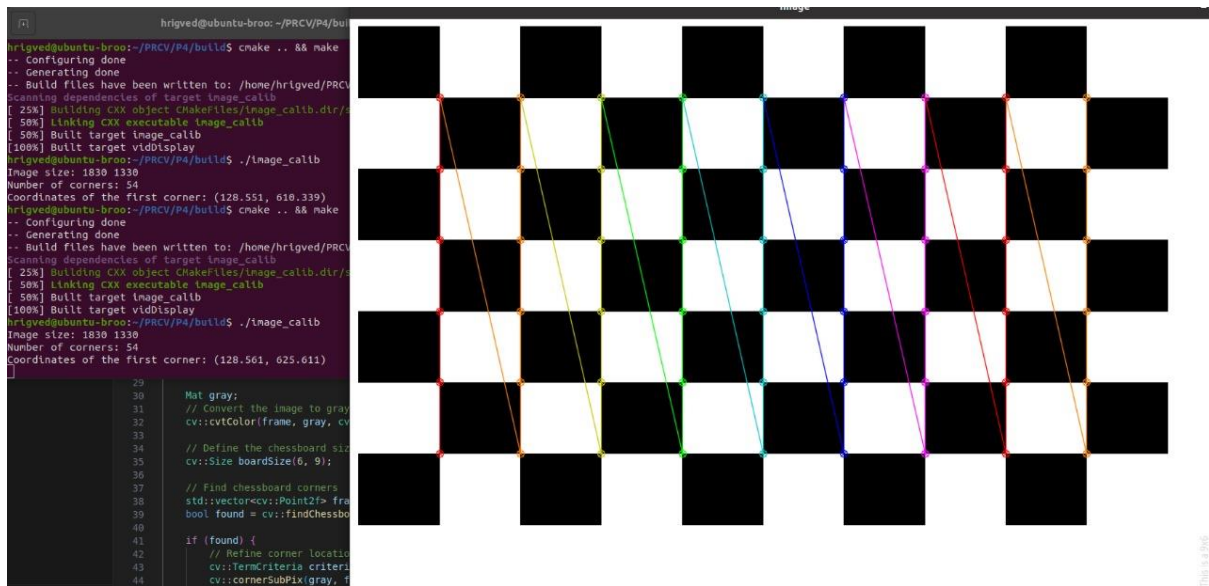 hrigved@ubuntu-broo: ~/PRCV/P4/bui
image
hrigved@ubuntu-broo:~/PRCV/P4/build$ cmake .. && make
-- Configuring done
-- Generating done
-- Build files have been written to: /home/hrigved/PRCV
Scanning dependencies of target image_calib
[ 25%] Building CXX object CMakeFiles/image_calib.dir/s
[ 50%] Linking CXX executable image_calib
[ 50%] Built target image_calib
[100%] Built target vidDisplay
hrigved@ubuntu-broo:~/PRCV/P4/build$ ./image_calib
Image size: 1830 1330
Number of corners: 54
Coordinates of the first corner: (128.551, 610.339)
hrigved@ubuntu-broo:~/PRCV/P4/build$ cmake .. && make
-- Configuring done
-- Generating done
-- Build files have been written to: /home/hrigved/PRCV
Scanning dependencies of target image_calib
[ 25%] Building CXX object CMakeFiles/image_calib.dir/s
[ 50%] Linking CXX executable image_calib
[ 50%] Built target image_calib
[100%] Built target vidDisplay
hrigved@ubuntu-broo:~/PRCV/P4/build$ ./image_calib
Image size: 1830 1330
Number of corners: 54
Coordinates of the first corner: (128.561, 625.611)
29
30 Mat gray;
31 // Convert the image to gray
32 cv::cvtColor(frame, gray, cv
33
34 // Define the chessboard siz
35 cv::Size boardSize(6, 9);
36
37 // Find chessboard corners
38 std::vector<cv::Point2f> fra
39 bool found = cv::findChessbo
40
41 if (found) {
42 // Refine corner locatio
43 cv::TermCriteria criteri
44 cv::cornerSubPix(gray, f
This is a 9x6